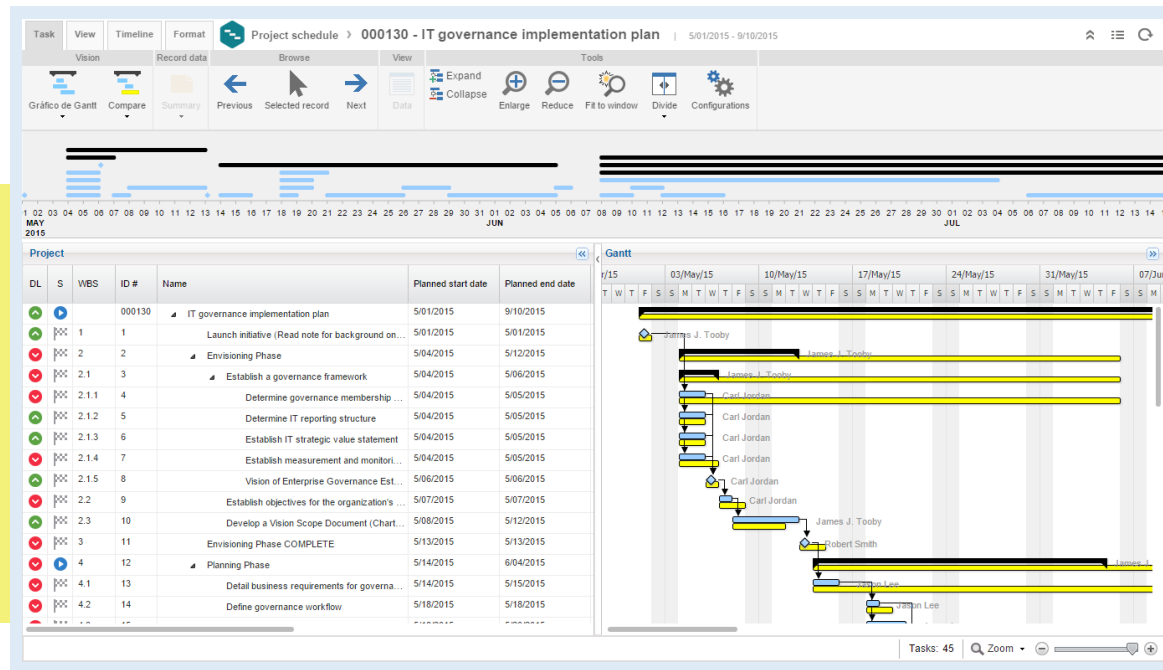 Task View Timeline Format Project schedule > 000130 - IT governance implementation plan | 5/01/2015 - 9/10/2015
Vision Record data Browse View Tools
Gráfico de Gantt Compare Summary Previous Selected record Next Data Expand Collapse Enlarge Reduce Fit to window Divide Configurations
1 02 03 04 05 06 07 08 09 10 11 12 13 14 15 16 17 18 19 20 21 22 23 24 25 26 27 28 29 30 31 01 02 03 04 05 06 07 08 09 10 11 12 13 14 15 16 17 18 19 20 21 22 23 24 25 26 27 28 29 30 01 02 03 04 05 06 07 08 09 10 11 12 13 14
MAY JUN JUL
2015
Project Gantt
DL S WBS ID # Name Planned start date Planned end date
r/15 03/May/15 10/May/15 17/May/15 24/May/15 31/May/15 07/Jun
T W T F S S M T W T F S S M T W T F S S M T W T F S S M T W T F S S M T W T F S S M
000130 IT governance implementation plan 5/01/2015 9/10/2015
1 1 Launch initiative (Read note for background on... 5/01/2015 5/01/2015 James J. Tooby
2 2 Envisioning Phase 5/04/2015 5/12/2015 James J. Tooby
2.1 3 Establish a governance framework 5/04/2015 5/06/2015 James J. Tooby
2.1.1 4 Determine governance membership ... 5/04/2015 5/05/2015 Carl Jordan
2.1.2 5 Determine IT reporting structure 5/04/2015 5/05/2015 Carl Jordan
2.1.3 6 Establish IT strategic value statement 5/04/2015 5/05/2015 Carl Jordan
2.1.4 7 Establish measurement and monitori... 5/04/2015 5/05/2015 Carl Jordan
2.1.5 8 Vision of Enterprise Governance Est... 5/06/2015 5/06/2015 Carl Jordan
2.2 9 Establish objectives for the organization's ... 5/07/2015 5/07/2015 Carl Jordan
2.3 10 Develop a Vision Scope Document (Chart... 5/08/2015 5/12/2015 James J. Tooby
3 11 Envisioning Phase COMPLETE 5/13/2015 5/13/2015 Robert Smith
4 12 Planning Phase 5/14/2015 6/04/2015 James J.
4.1 13 Detail business requirements for governa... 5/14/2015 5/15/2015 Jason Lee
4.2 14 Define governance workflow 5/18/2015 5/18/2015 Jason Lee
Tasks: 45 Zoom